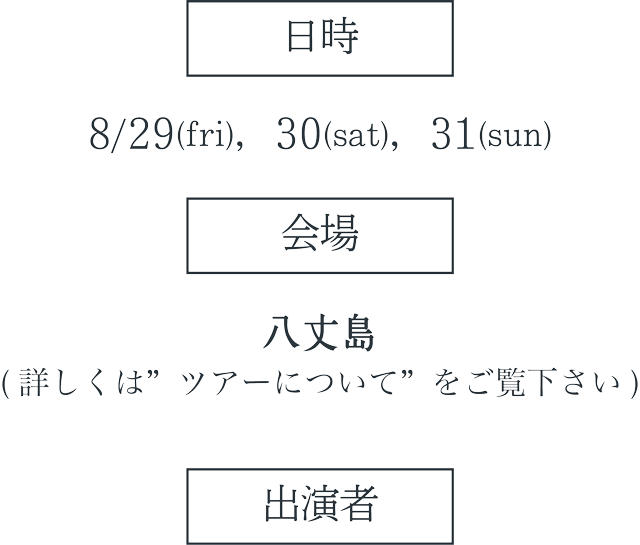 日時
8/29(fri), 30(sat), 31(sun)
会場
八丈島
(詳しくは”ツアーについて”をご覧下さい)
出演者